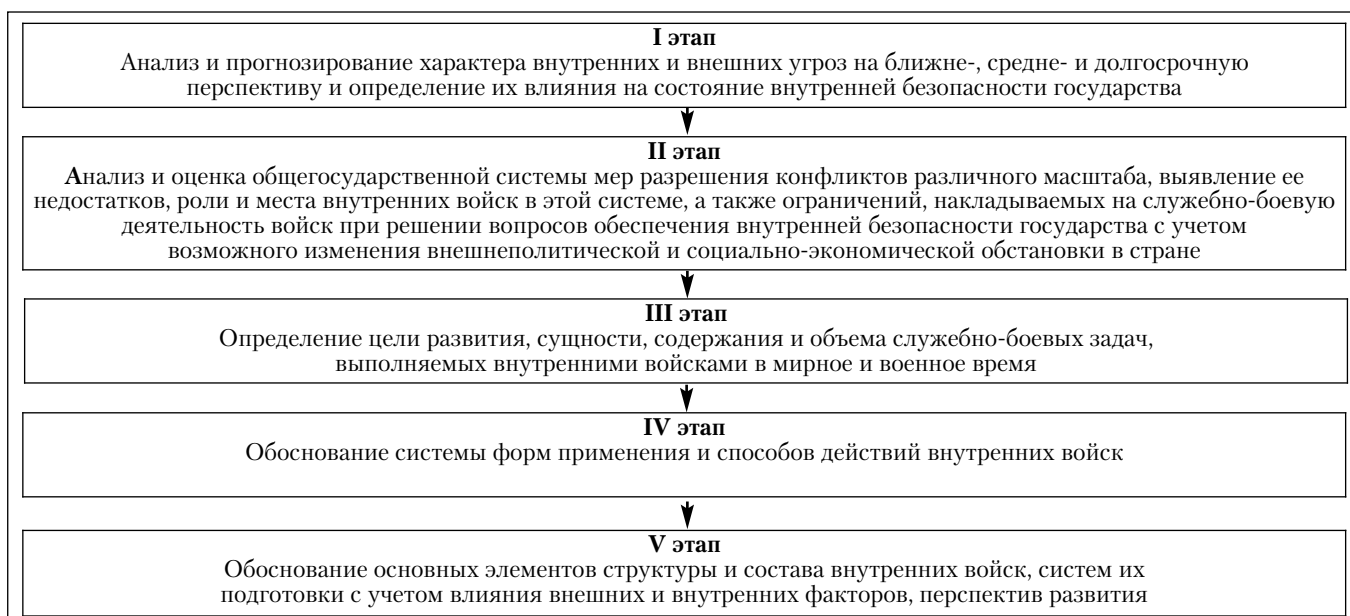 I этап
Анализ и прогнозирование характера внутренних и внешних угроз на ближне-, средне- и долгосрочную
перспективу и определение их влияния на состояние внутренней безопасности государства
II этап
Анализ и оценка общегосударственной системы мер разрешения конфликтов различного масштаба, выявление ее
недостатков, роли и места внутренних войск в этой системе, а также ограничений, накладываемых на служебно-боевую
деятельность войск при решении вопросов обеспечения внутренней безопасности государства с учетом
возможного изменения внешнеполитической и социально-экономической обстановки в стране
III этап
Определение цели развития, сущности, содержания и объема служебно-боевых задач,
выполняемых внутренними войсками в мирное и военное время
IV этап
Обоснование системы форм применения и способов действий внутренних войск
V этап
Обоснование основных элементов структуры и состава внутренних войск, систем их
подготовки с учетом влияния внешних и внутренних факторов, перспектив развития